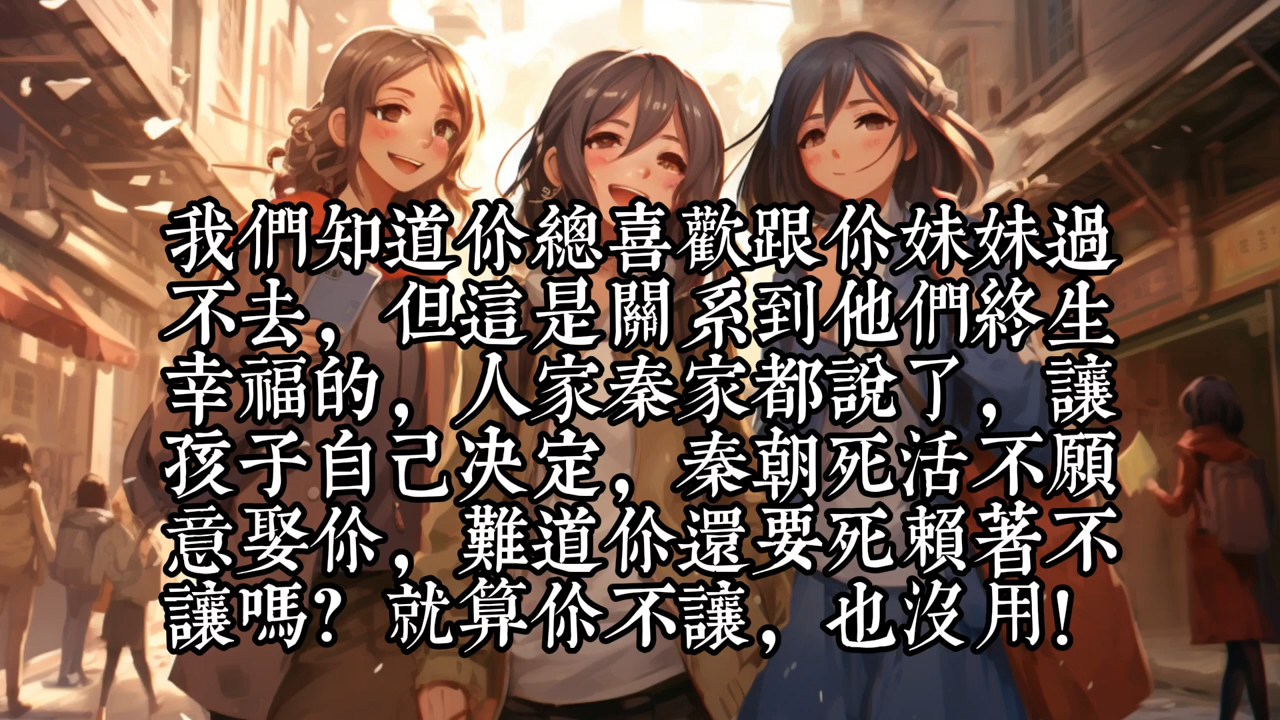 我們知道你總喜歡跟你妹妹過
不去，但這是關系到他們終生
幸福的，人家秦家都說了，讓
孩子自己决定，秦朝死活不願
意娶你，難道你還要死賴著不
讓嗎？就算你不讓，也沒用！